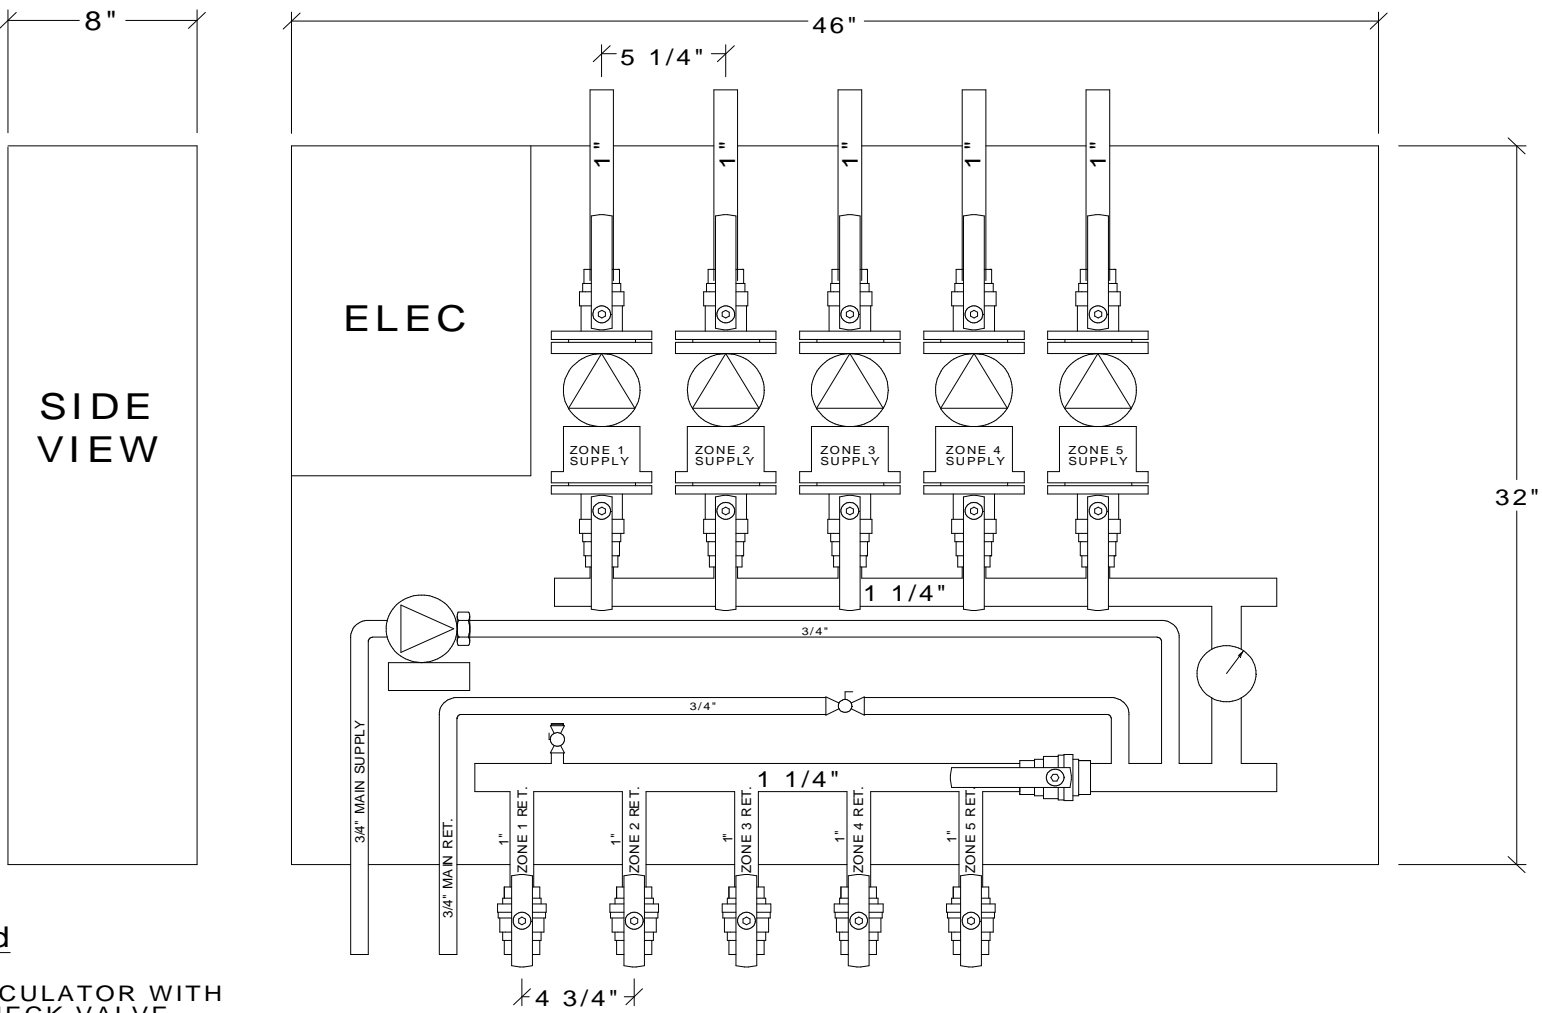 8"
46"
5 1/4"
1"
1"
1"
1"
1"
ELEC
SIDE
VIEW
ZONE 1
SUPPLY
ZONE 2
SUPPLY
ZONE 3
SUPPLY
ZONE 4
SUPPLY
ZONE 5
SUPPLY
32"
1 1/4"
3/4"
3/4"
3/4" MAIN SUPPLY
3/4" MAIN RET.
1 1/4"
1"
ZONE 1 RET.
1"
ZONE 2 RET.
1"
ZONE 3 RET.
1"
ZONE 4 RET.
1"
ZONE 5 RET.
4 3/4"
WITH
VALVE